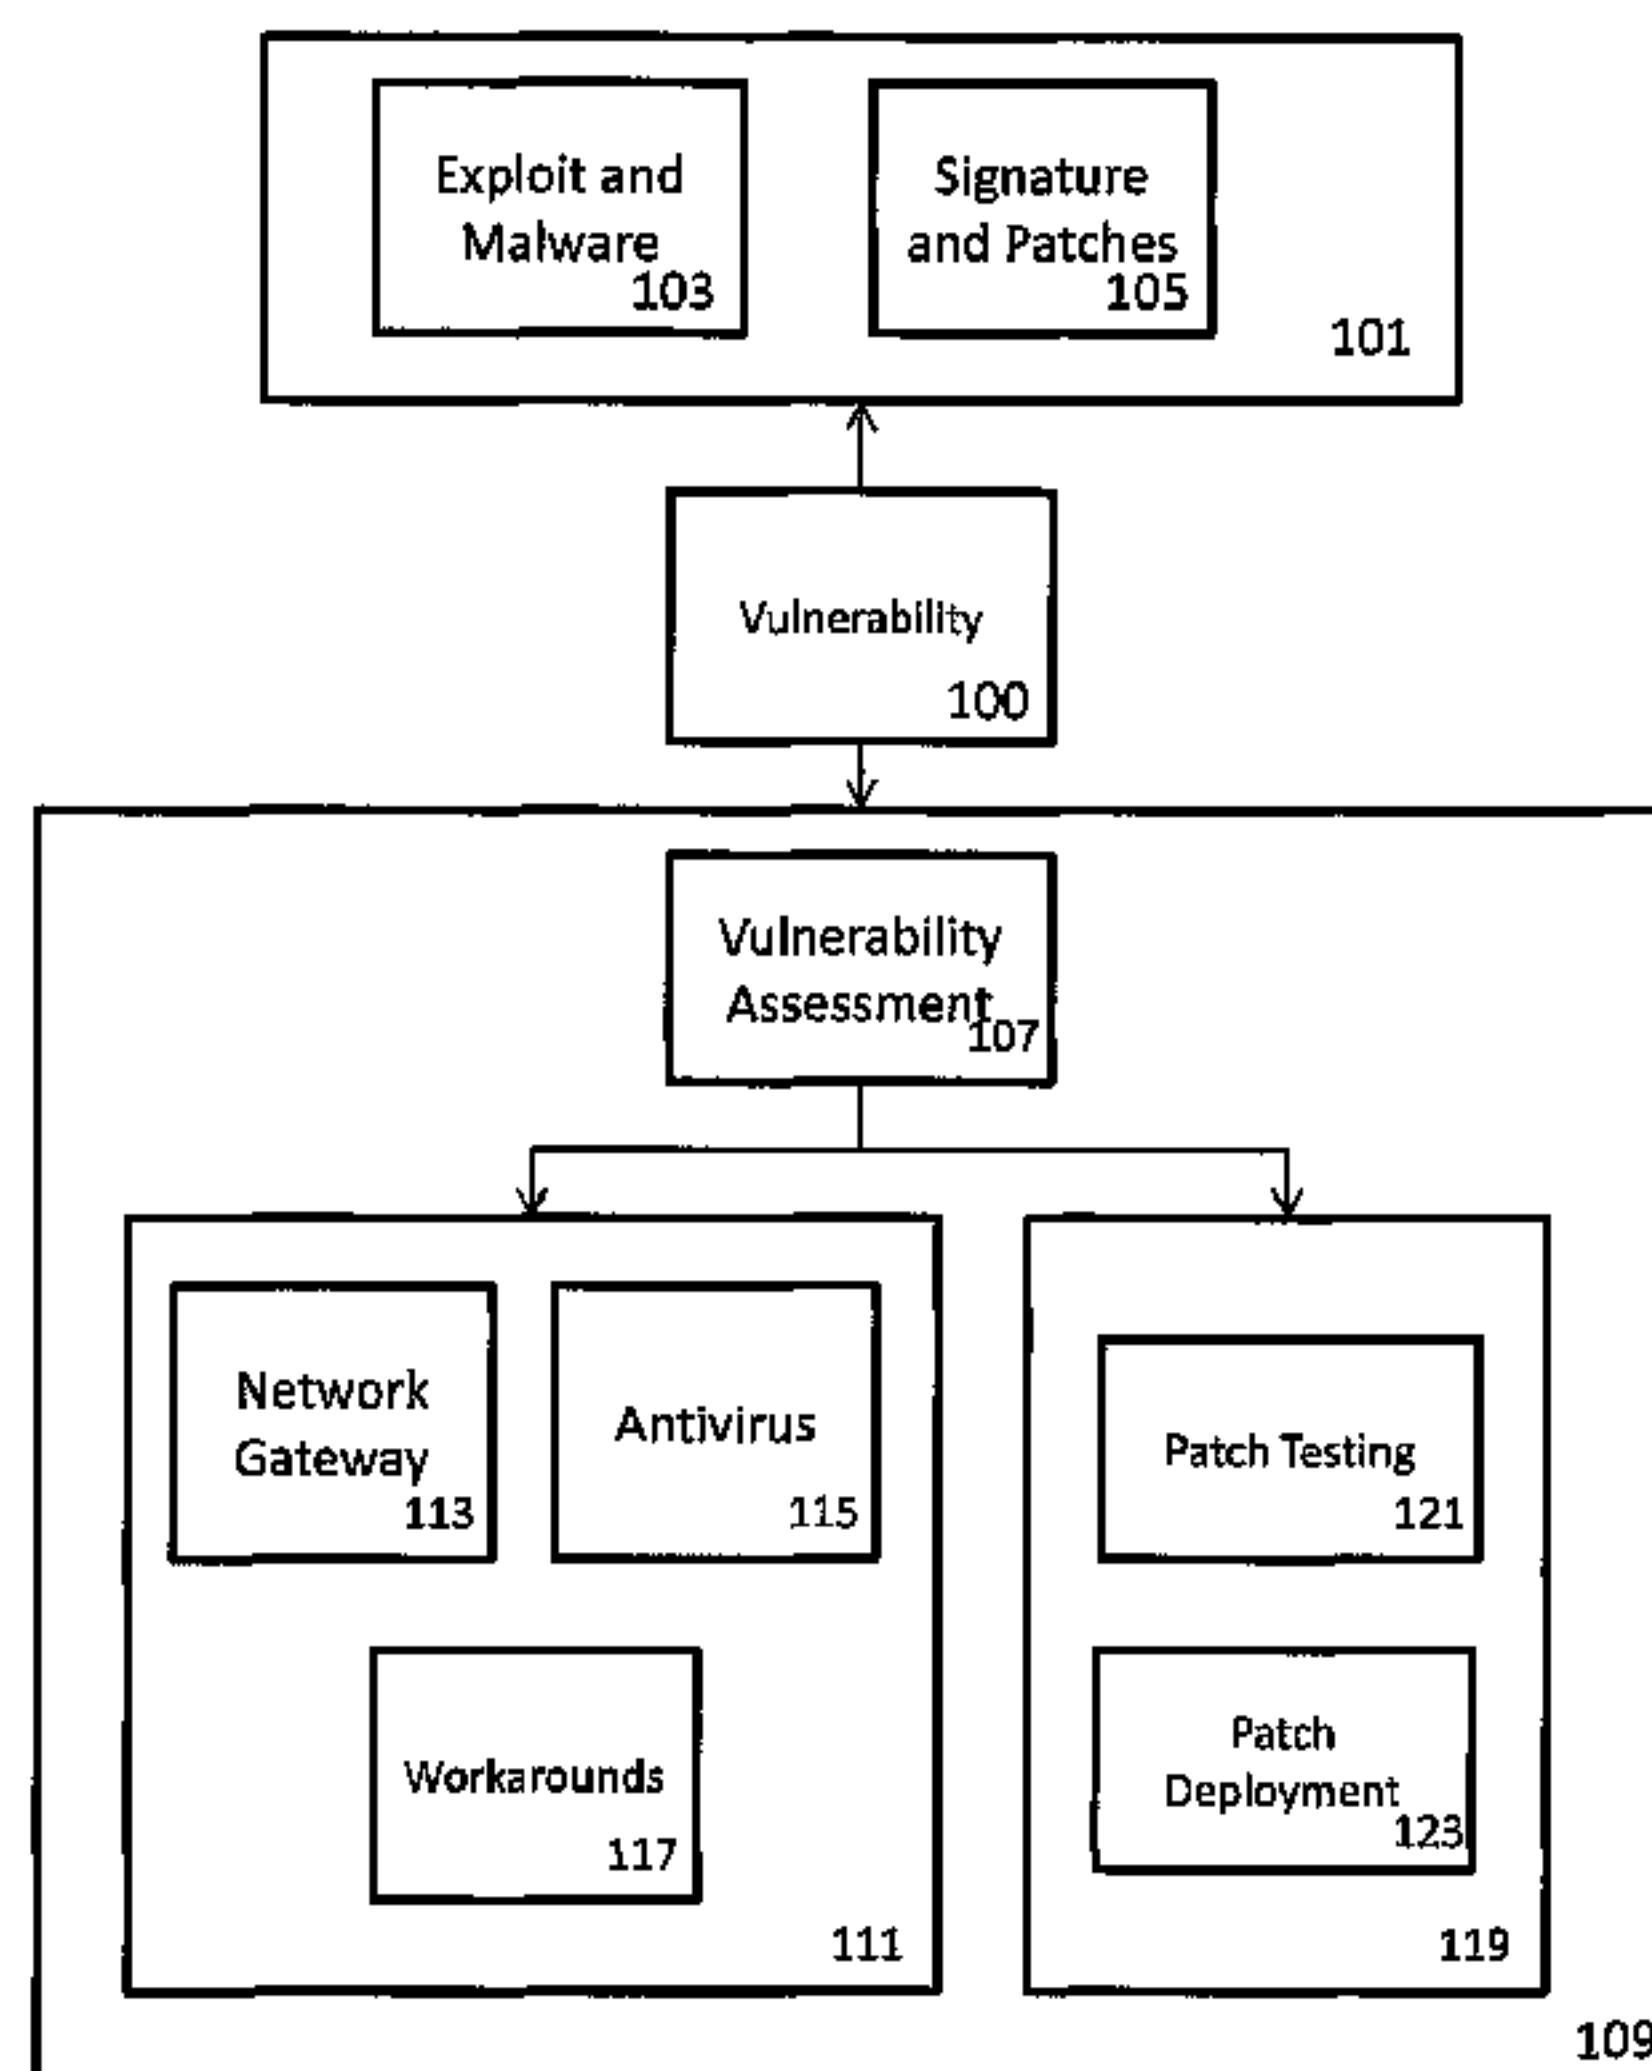 Exploit and
Malware
103
Signature
and Patches
105
101
Vulnerability
100
Vulnerability
Assessment
107
Network
Gateway
113
Antivirus
115
Workarounds
117
111
Patch Testing
121
Patch
Deployment
123
119
109